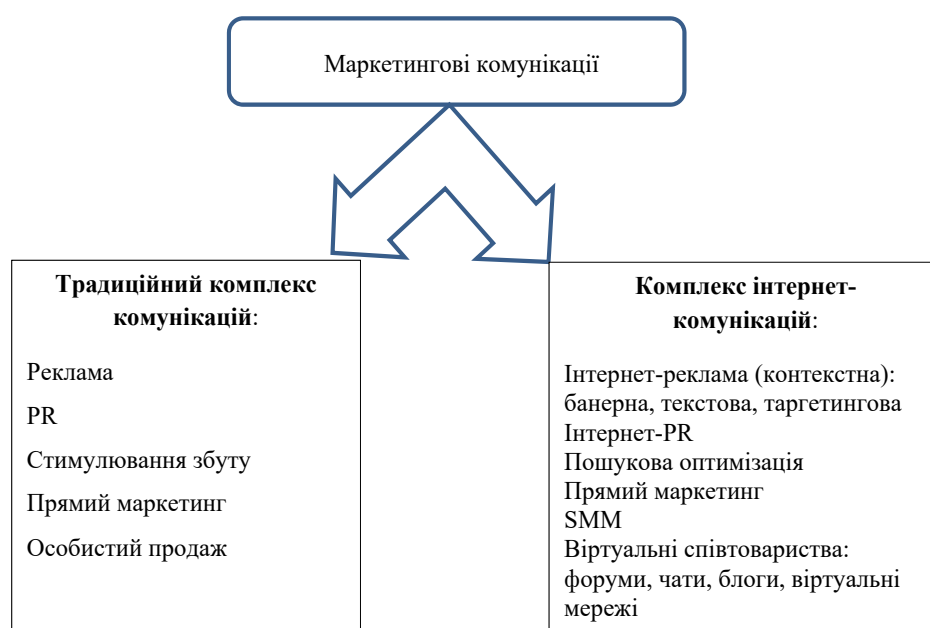 Маркетингові комунікації
Традиційний комплекс
комунікацій:
Реклама
PR
Стимулювання збуту
Прямий маркетинг
Особистий продаж
Комплекс інтернет-
комунікацій:
Інтернет-реклама (контекстна):
банерна, текстова, таргетингова
Інтернет-PR
Пошукова оптимізація
Прямий маркетинг
SMM
Віртуальні співтовариства:
форуми, чати, блоги, віртуальні
мережі